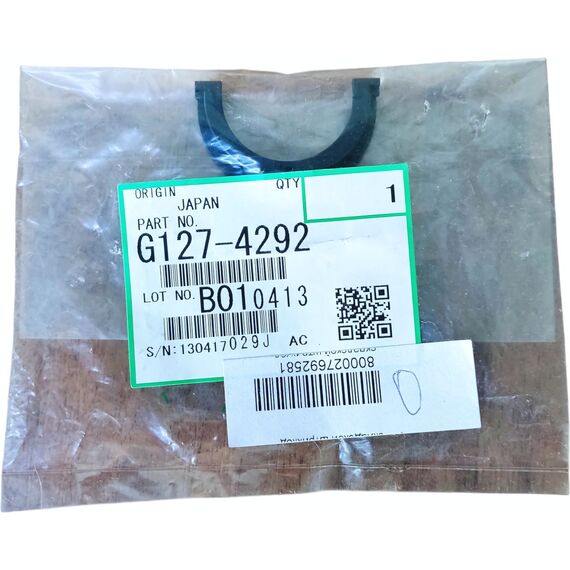 ORIGIN
JAPAN
QTY
1
PART NO.
G127-4292
LOT NO. B010413
S/N:130417029J AC
8000276925​81